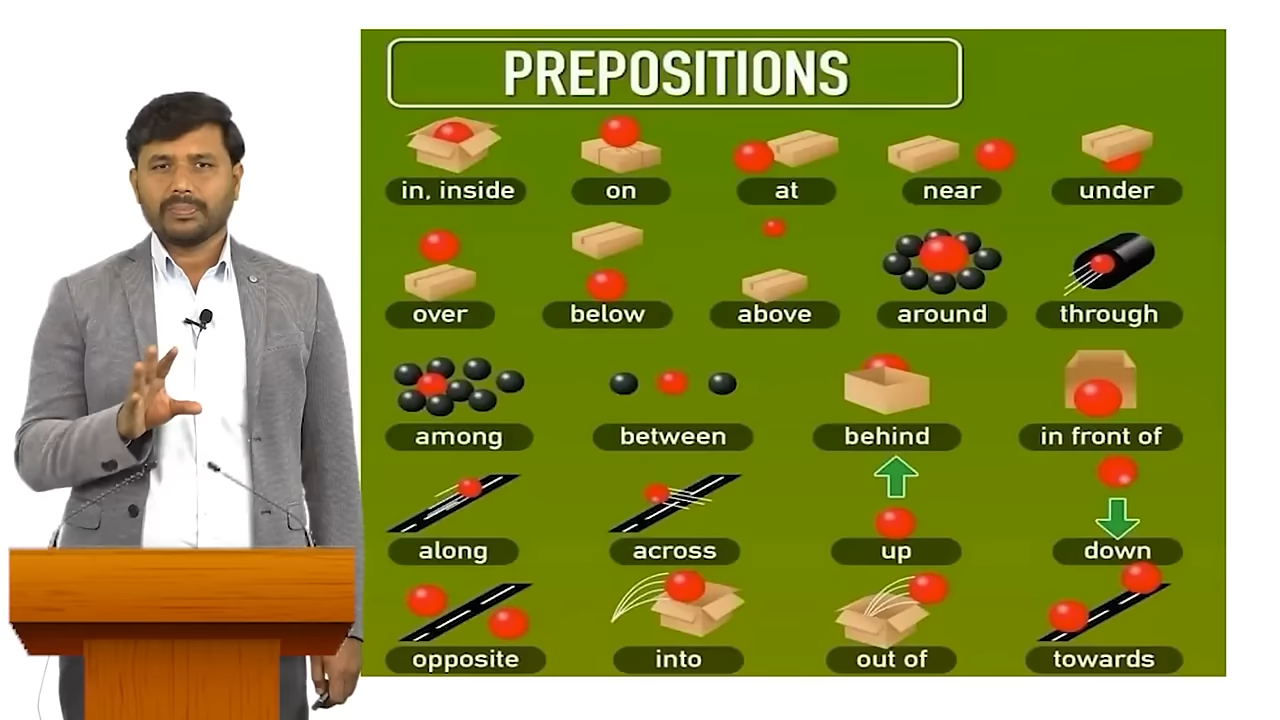 PREPOSITIONS
in, inside
on
at
near
under
over
below
above
around
through
among
between
behind
in front of
along
across
up
down
opposite
into
out of
towards